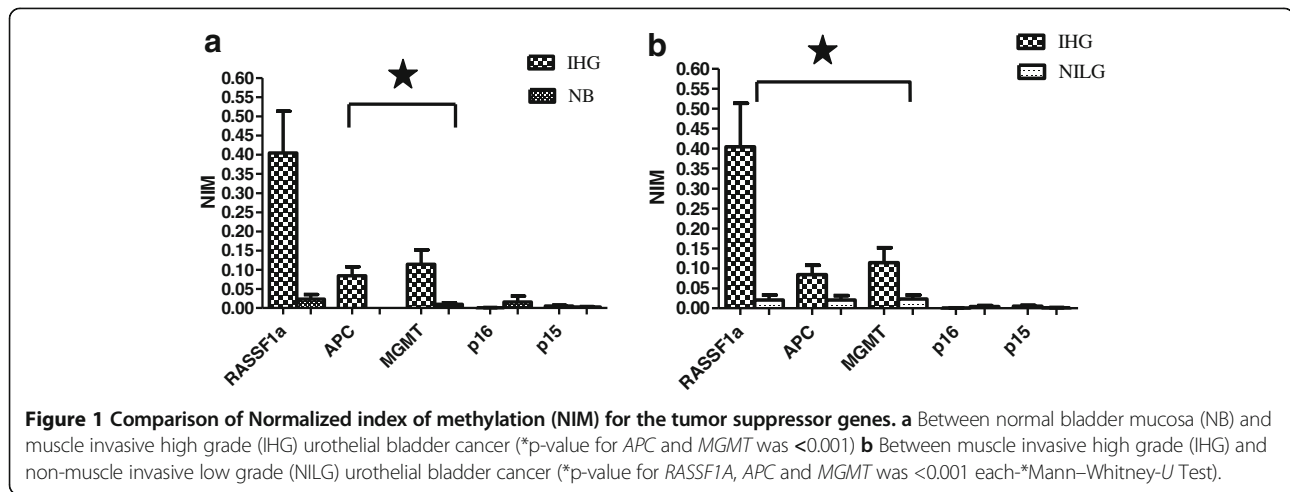 a
IHG
NB
NIM
0.60
0.55
0.50
0.45
0.40
0.35
0.30
0.25
0.20
0.15
0.10
0.05
0.00
RASSF1a
APC
MGMT
p16
p15
b
IHG
NILG
NIM
0.60
0.55
0.50
0.45
0.40
0.35
0.30
0.25
0.20
0.15
0.10
0.05
0.00
RASSF1a
APC
MGMT
p16
p15
Figure 1 Comparison of Normalized index of methylation (NIM) for the tumor suppressor genes. a Between normal bladder mucosa (NB) and
muscle invasive high grade (IHG) urothelial bladder cancer (*p-value for APC and MGMT was <0.001) b Between muscle invasive high grade (IHG) and
non-muscle invasive low grade (NILG) urothelial bladder cancer (*p-value for RASSF1A, APC and MGMT was <0.001 each-*Mann–Whitney-U Test).